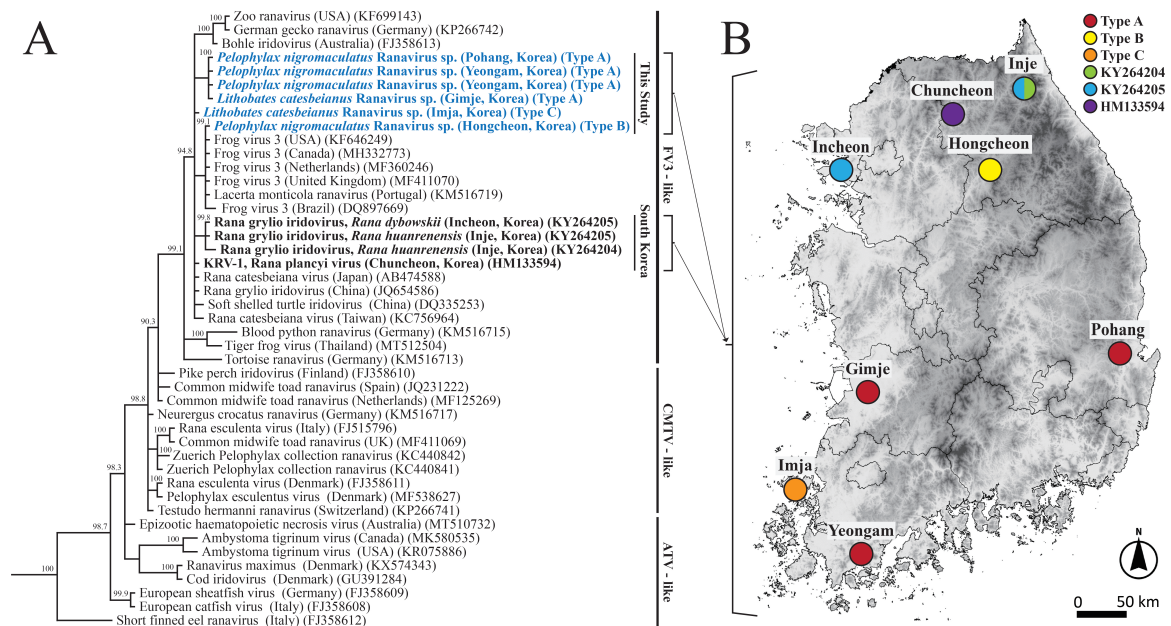 A
Zoo ranavirus (USA) (KF699143)
100
German gecko ranavirus (Germany) (KP266742)
100
Bohle iridovirus (Australia) (FJ358613)
100
Pelophylax nigromaculatus Ranavirus sp. (Pohang, Korea) (Type A)
Pelophylax nigromaculatus Ranavirus sp. (Yeongam, Korea) (Type A)
Pelophylax nigromaculatus Ranavirus sp. (Yeongam, Korea) (Type A)
Lithobates catesbeianus Ranavirus sp. (Gimje, Korea) (Type A)
Lithobates catesbeianus Ranavirus sp. (Imja, Korea) (Type C)
99.1
Pelophylax nigromaculatus Ranavirus sp. (Hongcheon, Korea) (Type B)
Frog virus 3 (USA) (KF646249)
94.8
Frog virus 3 (Canada) (MH332773)
Frog virus 3 (Netherlands) (MF360246)
Frog virus 3 (United Kingdom) (MF411070)
Lacerta monticola ranavirus (Portugal) (KM516719)
Frog virus 3 (Brazil) (DQ897669)
99.8
Rana grylio iridovirus, Rana dybowskii (Incheon, Korea) (KY264205)
Rana grylio iridovirus, Rana huanrenensis (Inje, Korea) (KY264205)
99.1
Rana grylio iridovirus, Rana huanrenensis (Inje, Korea) (KY264204)
KRV-1, Rana plancyi virus (Chuncheon, Korea) (HM133594)
Rana catesbeiana virus (Japan) (AB474588)
Rana grylio iridovirus (China) (JQ654586)
Soft shelled turtle iridovirus (China) (DQ335253)
Rana catesbeiana virus (Taiwan) (KC756964)
90.3
100
Blood python ranavirus (Germany) (KM516715)
Tiger frog virus (Thailand) (MT512504)
Tortoise ranavirus (Germany) (KM516713)
Pike perch iridovirus (Finland) (FJ358610)
Common midwife toad ranavirus (Spain) (JQ231222)
98.8
Common midwife toad ranavirus (Netherlands) (MF125269)
Neurergus crocatus ranavirus (Germany) (KM516717)
100
Rana esculenta virus (Italy) (FJ515796)
Common midwife toad ranavirus (UK) (MF411069)
100
Zuerich Pelophylax collection ranavirus (KC440842)
98.3
Zuerich Pelophylax collection ranavirus (KC440841)
100
Rana esculenta virus (Denmark) (FJ358611)
Pelophylax esculentus virus (Denmark) (MF538627)
Testudo hermanni ranavirus (Switzerland) (KP266741)
98.7
Epizootic haematopoietic necrosis virus (Australia) (MT510732)
100
Ambystoma tigrinum virus (Canada) (MK580535)
Ambystoma tigrinum virus (USA) (KR075886)
100
Ranavirus maximus (Denmark) (KX574343)
100
Cod iridovirus (Denmark) (GU391284)
99.9
European sheatfish virus (Germany) (FJ358609)
European catfish virus (Italy) (FJ358608)
Short finned eel ranavirus (Italy) (FJ358612)
This Study
FV3 - like
South Korea
CMTV - like
ATV - like
B
Type A
Type B
Type C
KY264204
KY264205
HM133594
Inje
Chuncheon
Incheon
Hongcheon
Pohang
Gimje
Imja
Yeongam
N
0 50 km